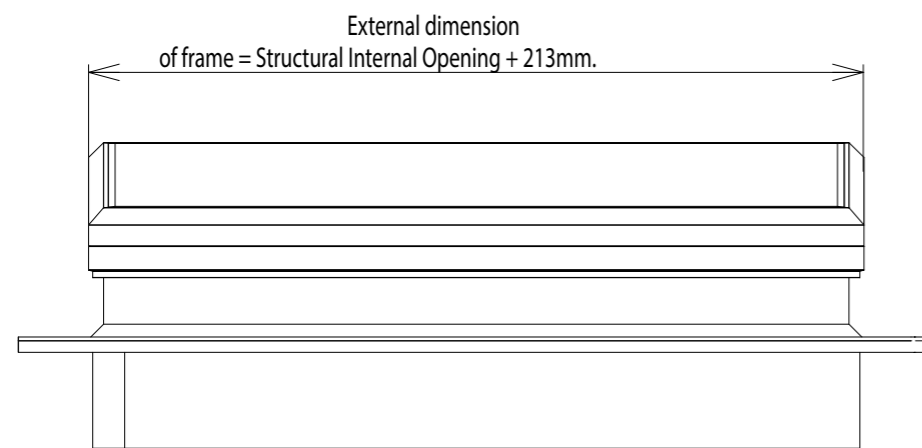 External dimension
of frame = Structural Internal Opening + 213mm.